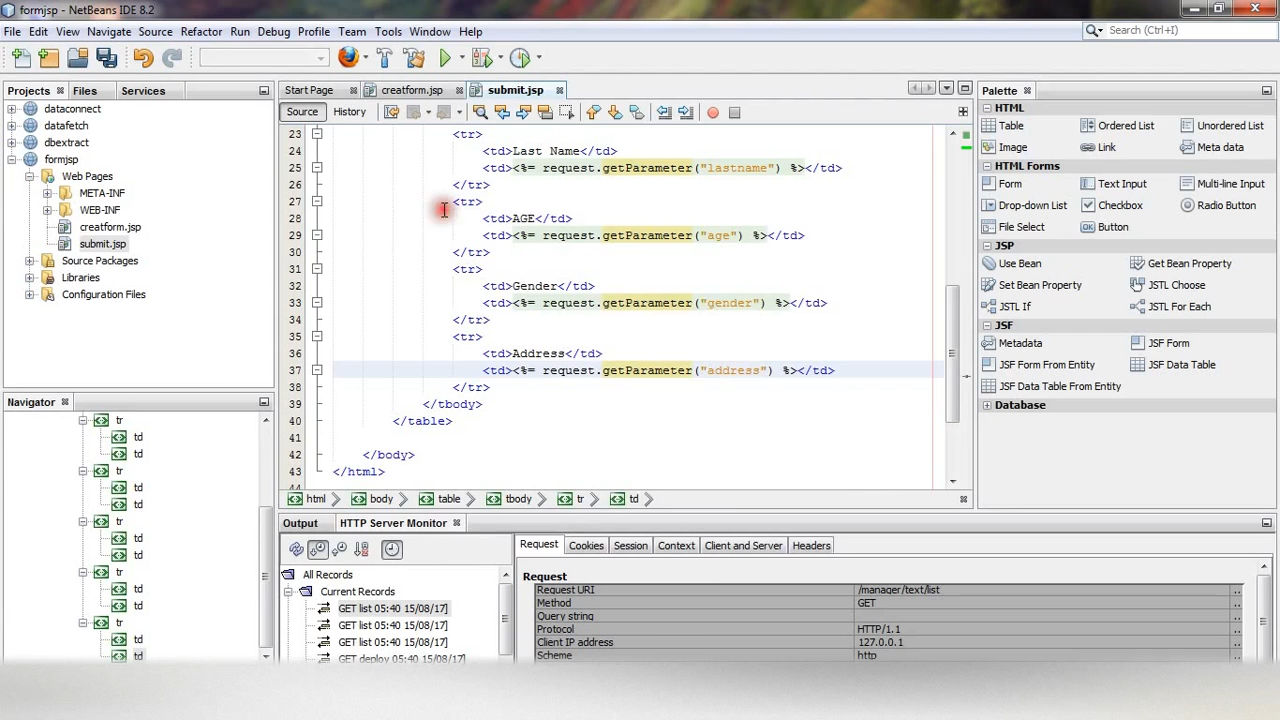 formjsp - NetBeans IDE 8.2
File Edit View Navigate Source Refactor Run Debug Profile Team Tools Window Help
Search (Ctrl+I)
Projects Files Services
dataconnect
datafetch
dbextract
formjsp
Web Pages
META-INF
WEB-INF
creatform.jsp
submit.jsp
Source Packages
Libraries
Configuration Files
Navigator
tr
td
td
tr
td
td
tr
td
td
tr
td
td
tr
td
td
Start Page creatform.jsp submit.jsp
Source History
23 <tr>
24 <td>Last Name</td>
25 <td><%= request.getParameter("lastname") %></td>
26 </tr>
27 <tr>
28 <td>AGE</td>
29 <td><%= request.getParameter("age") %></td>
30 </tr>
31 <tr>
32 <td>Gender</td>
33 <td><%= request.getParameter("gender") %></td>
34 </tr>
35 <tr>
36 <td>Address</td>
37 <td><%= request.getParameter("address") %></td>
38 </tr>
39 </tbody>
40 </table>
41
42 </body>
43 </html>
44
html body table tbody tr td
Output HTTP Server Monitor
All Records
Current Records
GET list 05:40 15/08/17]
GET list 05:40 15/08/17]
GET list 05:40 15/08/17]
GET deploy 05:40 15/08/17]
Request Cookies Session Context Client and Server Headers
Request
Request URI /manager/text/list
Method GET
Query string
Protocol HTTP/1.1
Client IP address 127.0.0.1
Scheme http
Palette
HTML
Table Ordered List Unordered List
Image Link Meta data
HTML Forms
Form Text Input Multi-line Input
Drop-down List Checkbox Radio Button
File Select Button
JSP
Use Bean Get Bean Property
Set Bean Property JSTL Choose
JSTL If JSTL For Each
JSF
Metadata JSF Form
JSF Form From Entity JSF Data Table
JSF Data Table From Entity
Database